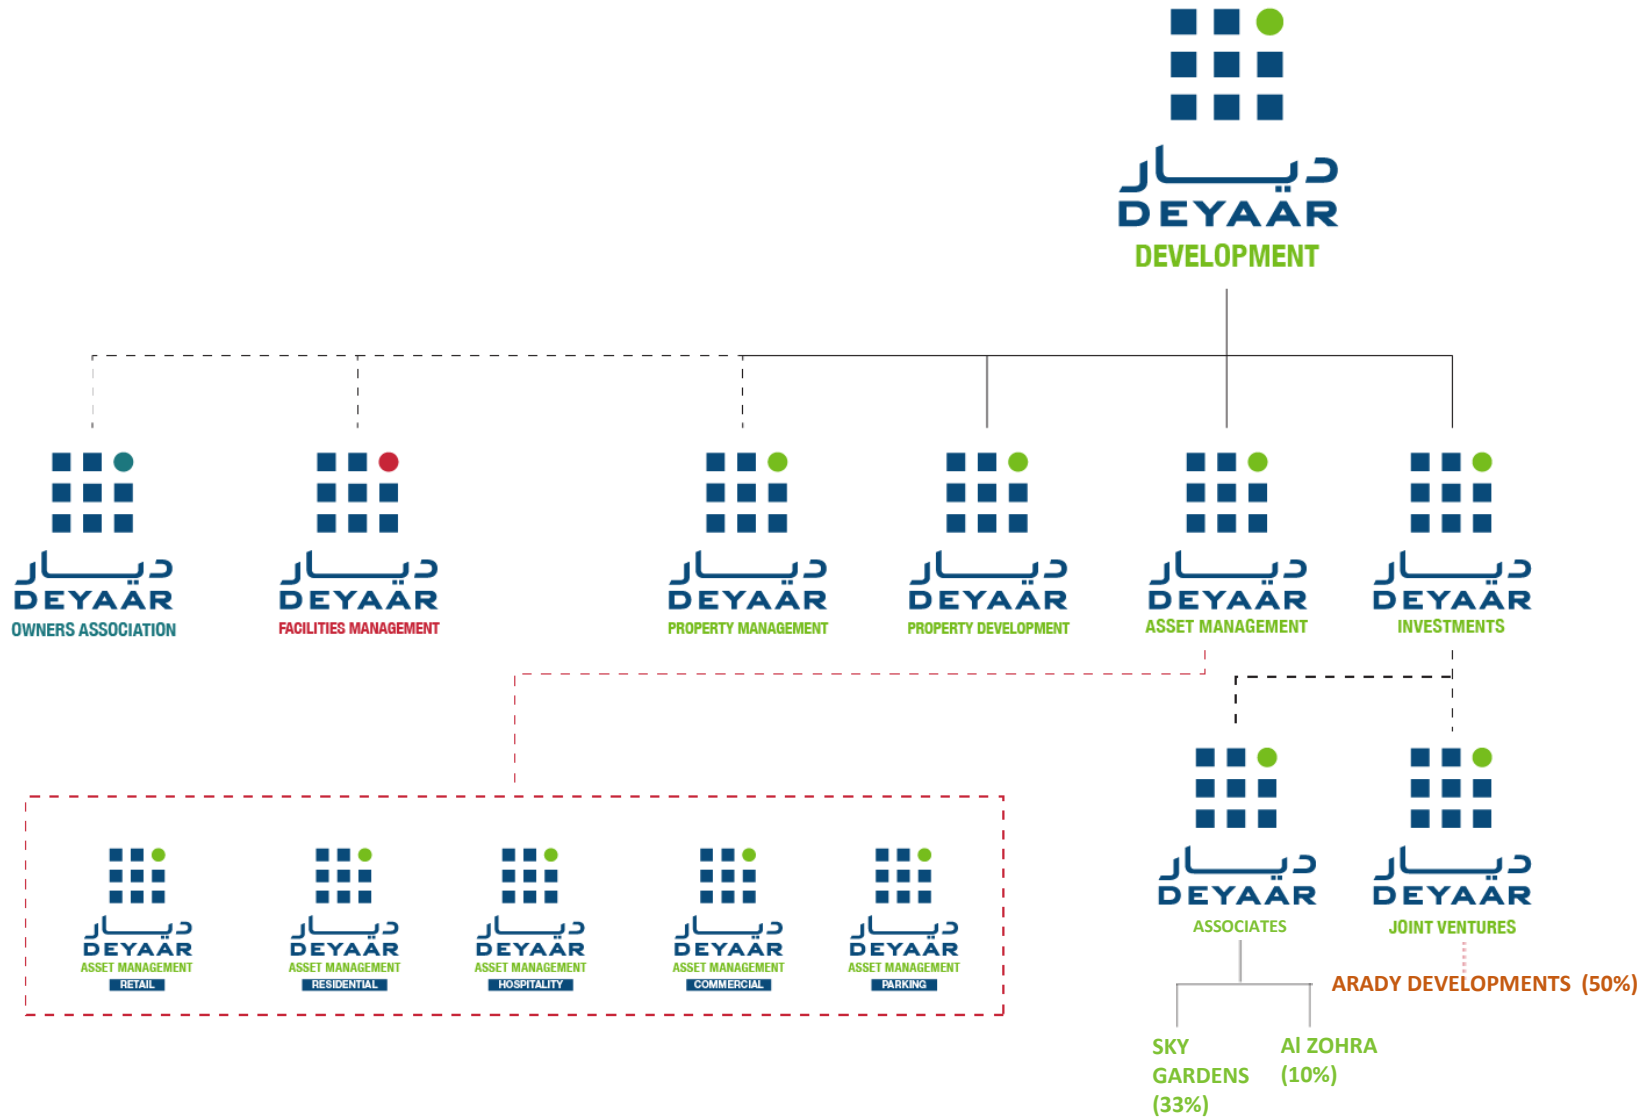 ديار
DEYAAR
DEVELOPMENT
ديار
DEYAAR
OWNERS ASSOCIATION
ديار
DEYAAR
FACILITIES MANAGEMENT
ديار
DEYAAR
PROPERTY MANAGEMENT
ديار
DEYAAR
PROPERTY DEVELOPMENT
ديار
DEYAAR
ASSET MANAGEMENT
ديار
DEYAAR
INVESTMENTS
ديار
DEYAAR
ASSET MANAGEMENT
RETAIL
ديار
DEYAAR
ASSET MANAGEMENT
RESIDENTIAL
ديار
DEYAAR
ASSET MANAGEMENT
HOSPITALITY
ديار
DEYAAR
ASSET MANAGEMENT
COMMERCIAL
ديار
DEYAAR
ASSET MANAGEMENT
PARKING
ديار
DEYAAR
ASSOCIATES
ديار
DEYAAR
JOINT VENTURES
ARADY DEVELOPMENTS (50%)
SKY
GARDENS
(33%)
Al ZOHRA
(10%)